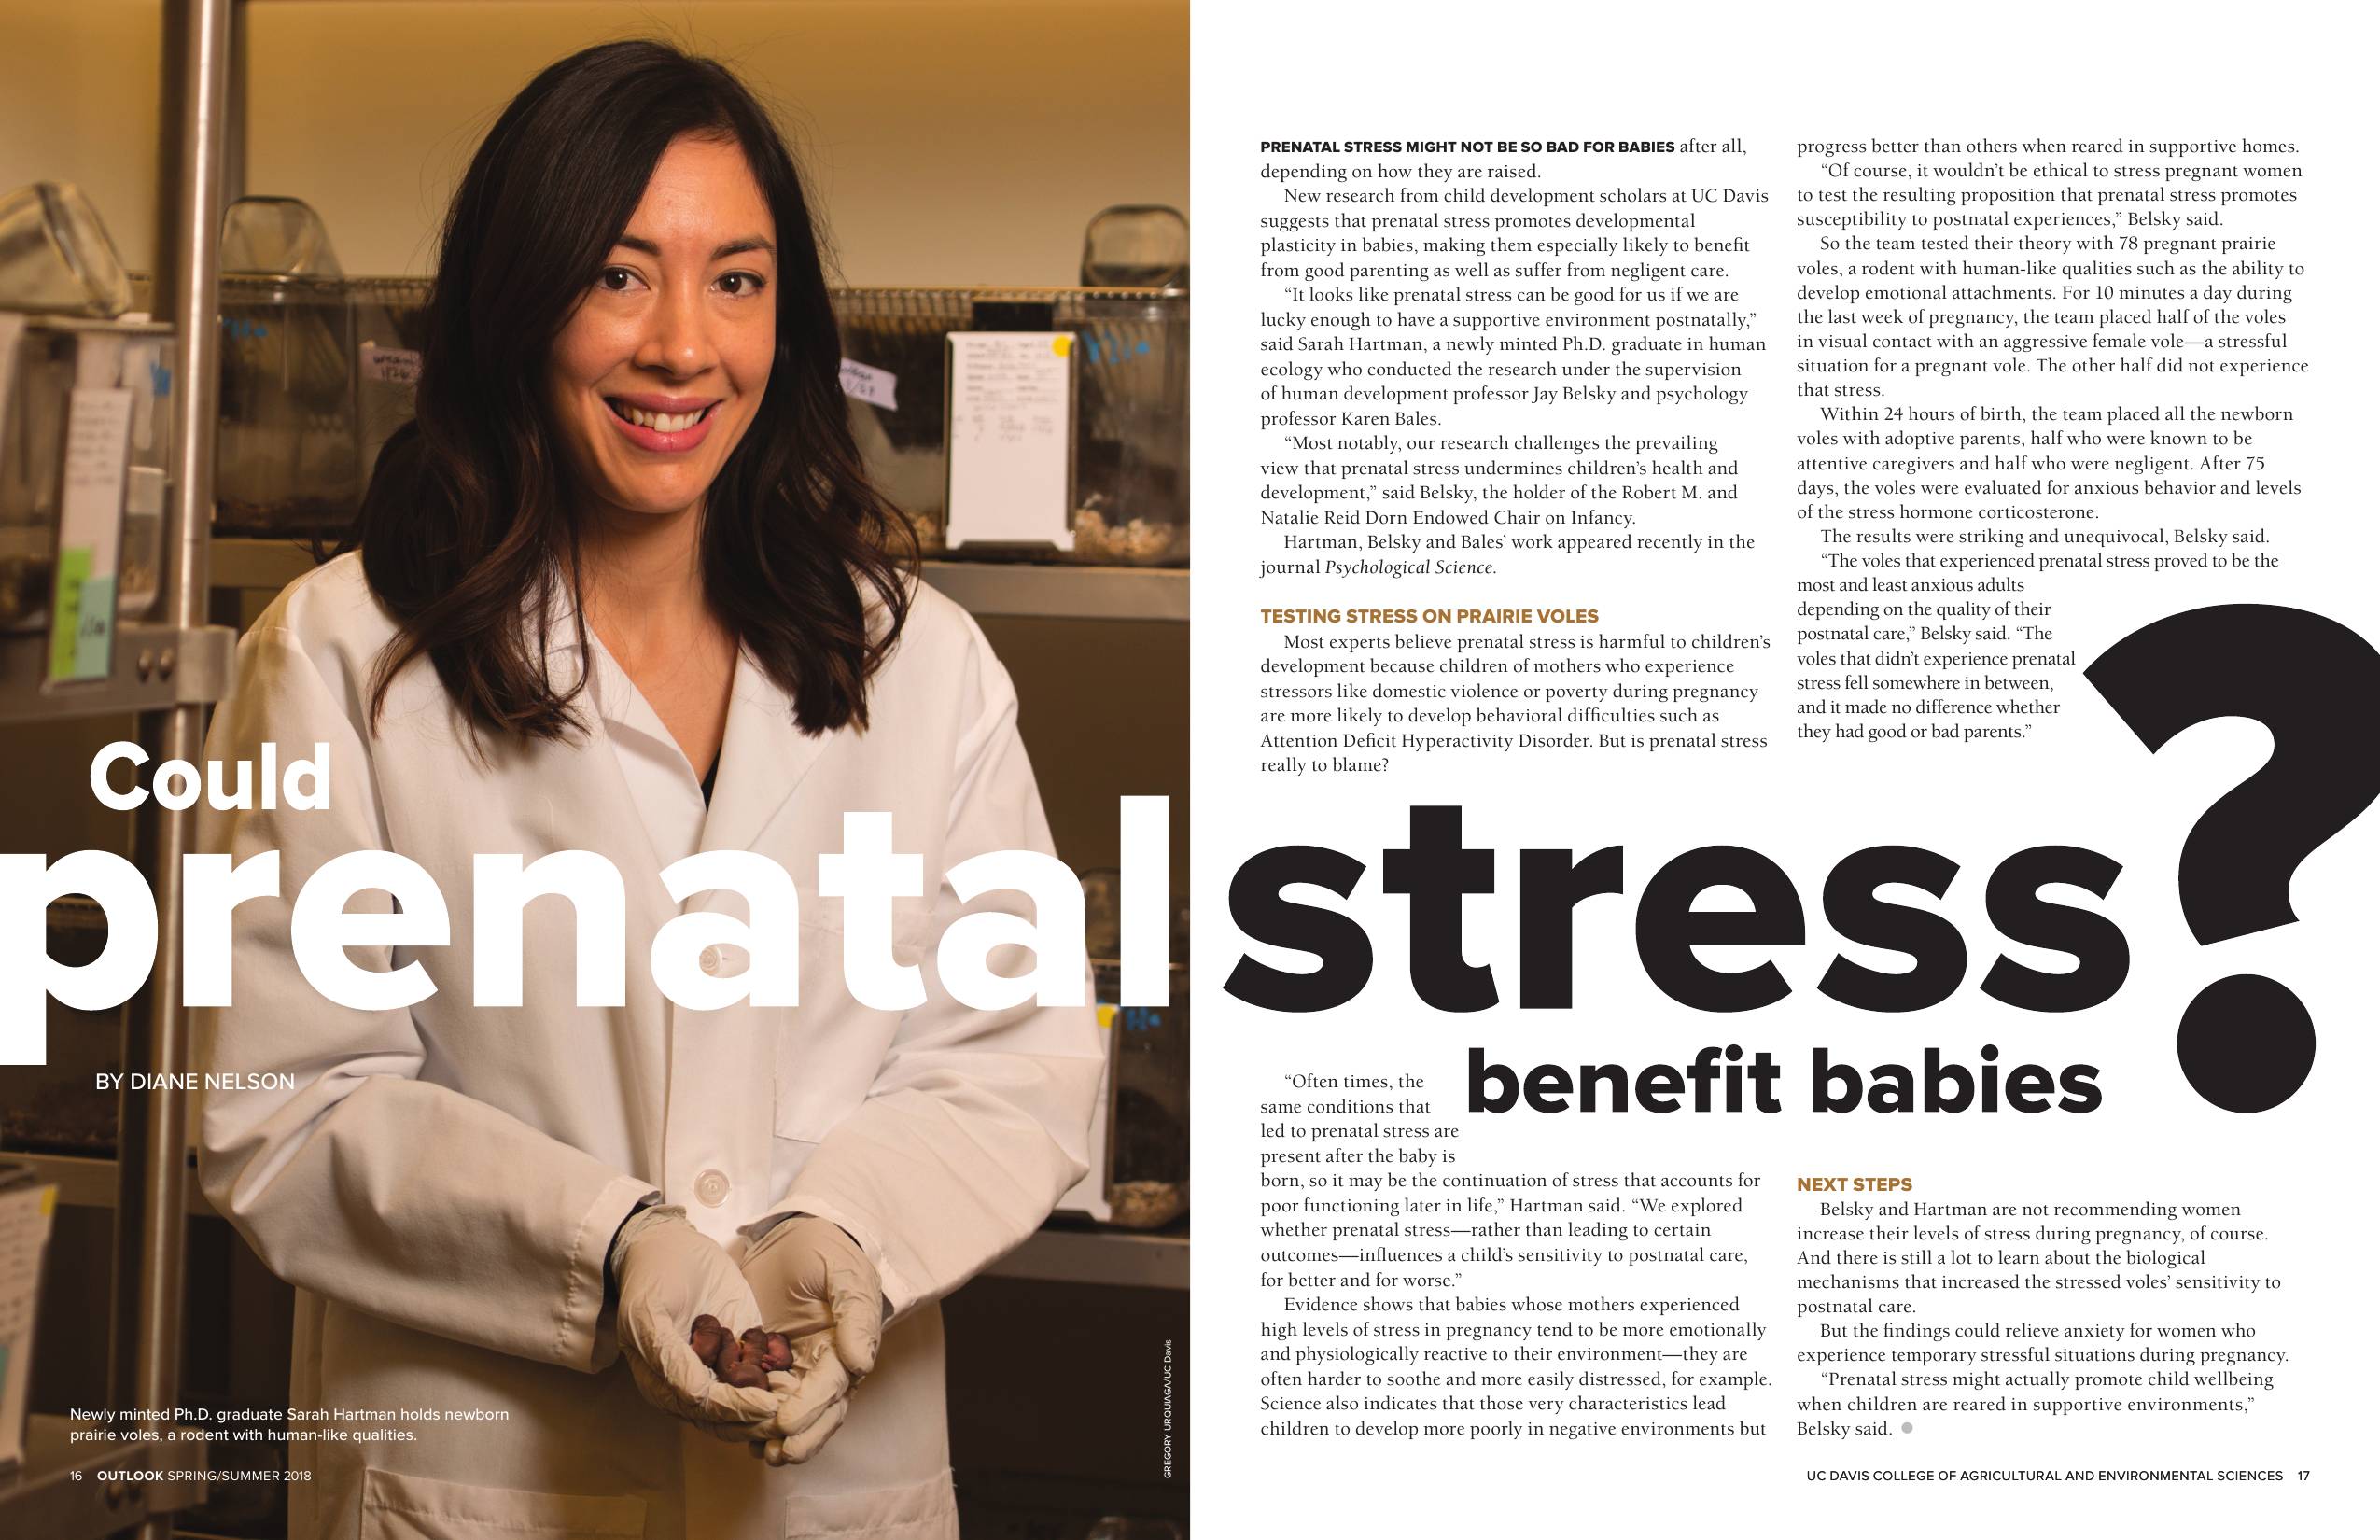 Could
prenatal
stress?
benefit babies
BY DIANE NELSON
Newly minted Ph.D. graduate Sarah Hartman holds newborn
prairie voles, a rodent with human-like qualities.
16 OUTLOOK SPRING/SUMMER 2018
GREGORY URQUIAGA/UC Davis
PRENATAL STRESS MIGHT NOT BE SO BAD FOR BABIES after all,
depending on how they are raised.
New research from child development scholars at UC Davis
suggests that prenatal stress promotes developmental
plasticity in babies, making them especially likely to benefit
from good parenting as well as suffer from negligent care.
“It looks like prenatal stress can be good for us if we are
lucky enough to have a supportive environment postnatally,”
said Sarah Hartman, a newly minted Ph.D. graduate in human
ecology who conducted the research under the supervision
of human development professor Jay Belsky and psychology
professor Karen Bales.
“Most notably, our research challenges the prevailing
view that prenatal stress undermines children’s health and
development,” said Belsky, the holder of the Robert M. and
Natalie Reid Dorn Endowed Chair on Infancy.
Hartman, Belsky and Bales’ work appeared recently in the
journal Psychological Science.
TESTING STRESS ON PRAIRIE VOLES
Most experts believe prenatal stress is harmful to children’s
development because children of mothers who experience
stressors like domestic violence or poverty during pregnancy
are more likely to develop behavioral difficulties such as
Attention Deficit Hyperactivity Disorder. But is prenatal stress
really to blame?
“Often times, the
same conditions that
led to prenatal stress are
present after the baby is
born, so it may be the continuation of stress that accounts for
poor functioning later in life,” Hartman said. “We explored
whether prenatal stress—rather than leading to certain
outcomes—influences a child’s sensitivity to postnatal care,
for better and for worse.”
Evidence shows that babies whose mothers experienced
high levels of stress in pregnancy tend to be more emotionally
and physiologically reactive to their environment—they are
often harder to soothe and more easily distressed, for example.
Science also indicates that those very characteristics lead
children to develop more poorly in negative environments but
progress better than others when reared in supportive homes.
“Of course, it wouldn’t be ethical to stress pregnant women
to test the resulting proposition that prenatal stress promotes
susceptibility to postnatal experiences,” Belsky said.
So the team tested their theory with 78 pregnant prairie
voles, a rodent with human-like qualities such as the ability to
develop emotional attachments. For 10 minutes a day during
the last week of pregnancy, the team placed half of the voles
in visual contact with an aggressive female vole—a stressful
situation for a pregnant vole. The other half did not experience
that stress.
Within 24 hours of birth, the team placed all the newborn
voles with adoptive parents, half who were known to be
attentive caregivers and half who were negligent. After 75
days, the voles were evaluated for anxious behavior and levels
of the stress hormone corticosterone.
The results were striking and unequivocal, Belsky said.
“The voles that experienced prenatal stress proved to be the
most and least anxious adults
depending on the quality of their
postnatal care,” Belsky said. “The
voles that didn’t experience prenatal
stress fell somewhere in between,
and it made no difference whether
they had good or bad parents.”
NEXT STEPS
Belsky and Hartman are not recommending women
increase their levels of stress during pregnancy, of course.
And there is still a lot to learn about the biological
mechanisms that increased the stressed voles’ sensitivity to
postnatal care.
But the findings could relieve anxiety for women who
experience temporary stressful situations during pregnancy.
“Prenatal stress might actually promote child wellbeing
when children are reared in supportive environments,”
Belsky said.
UC DAVIS COLLEGE OF AGRICULTURAL AND ENVIRONMENTAL SCIENCES 17